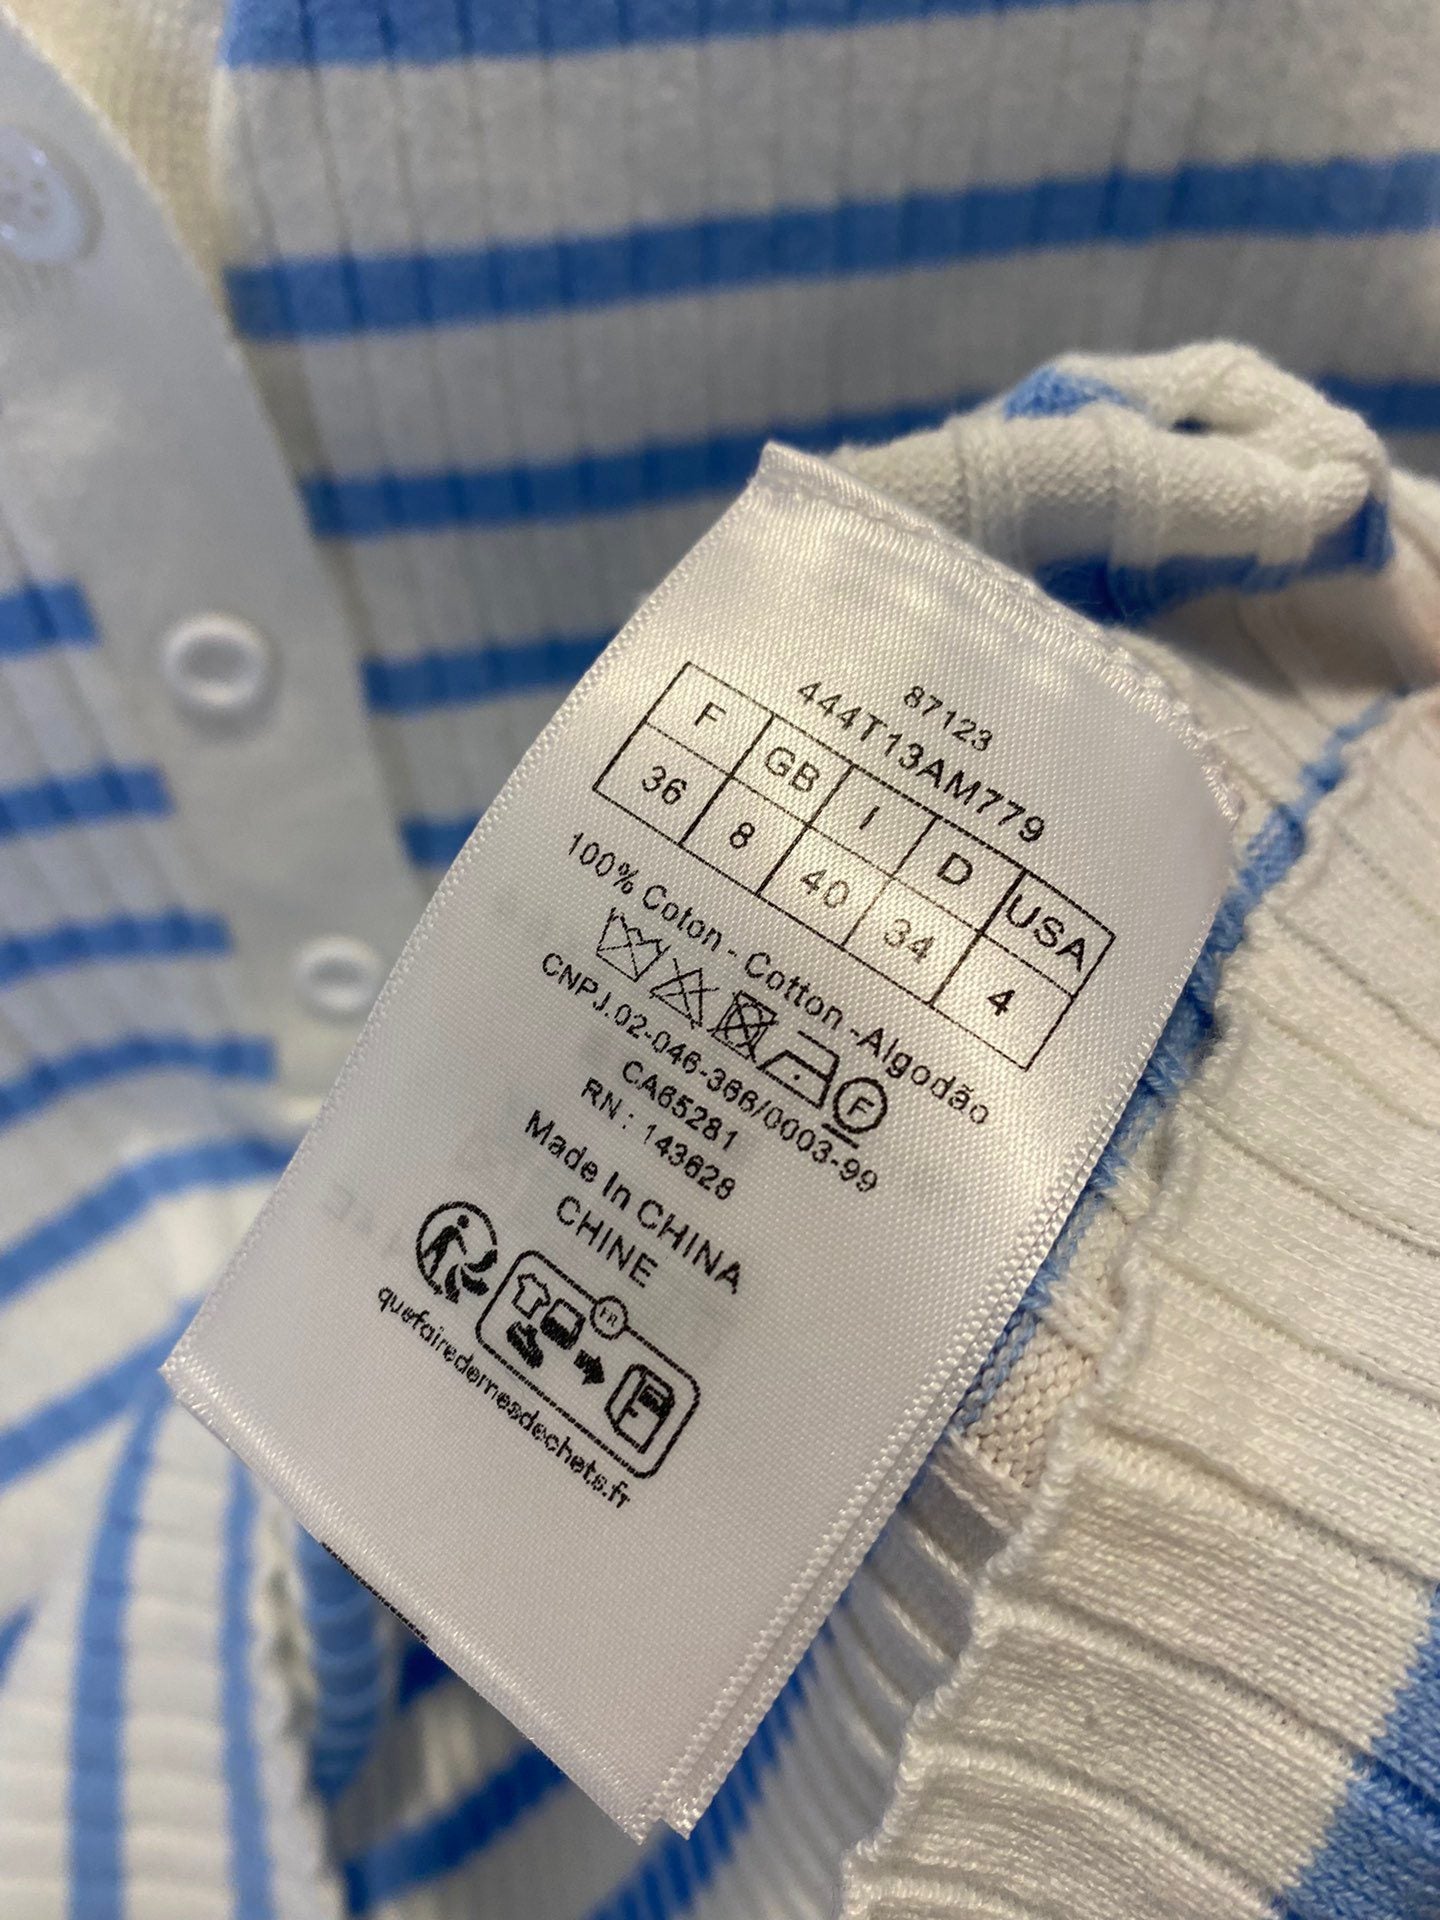 87123
444T13AM779
F GB I D USA
36 8 40 34 4
100% Coton - Cotton -Algodão
F
CNPJ.02-046-366/0003-99
CA65281
RN : 143628
Made In CHINA
CHINE
FR
quefairedemesdechets.fr